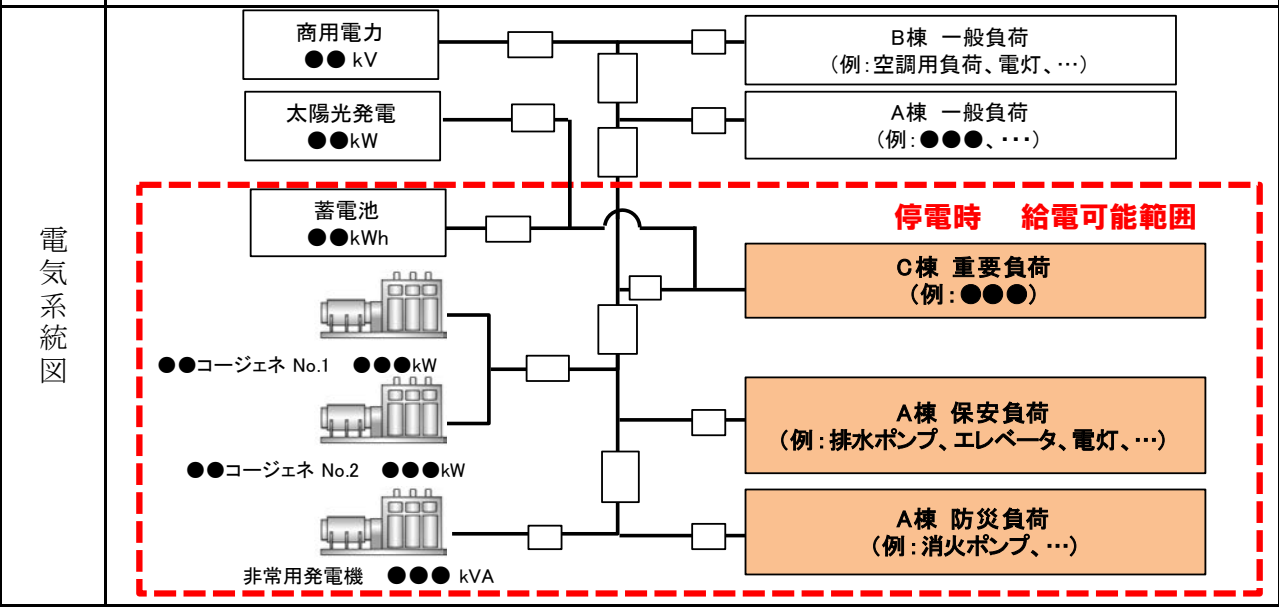 電気系統図
商用電力
●● kV
B棟 一般負荷
(例:空調用負荷、電灯、…)
太陽光発電
●●kW
A棟 一般負荷
(例:●●●、・・・)
停電時 給電可能範囲
蓄電池
●●kWh
C棟 重要負荷
(例:●●●)
●●コージェネ No.1 ●●●kW
A棟 保安負荷
(例:排水ポンプ、エレベータ、電灯、…)
●●コージェネ No.2 ●●●kW
A棟 防災負荷
(例:消火ポンプ、…)
非常用発電機 ●●● kVA